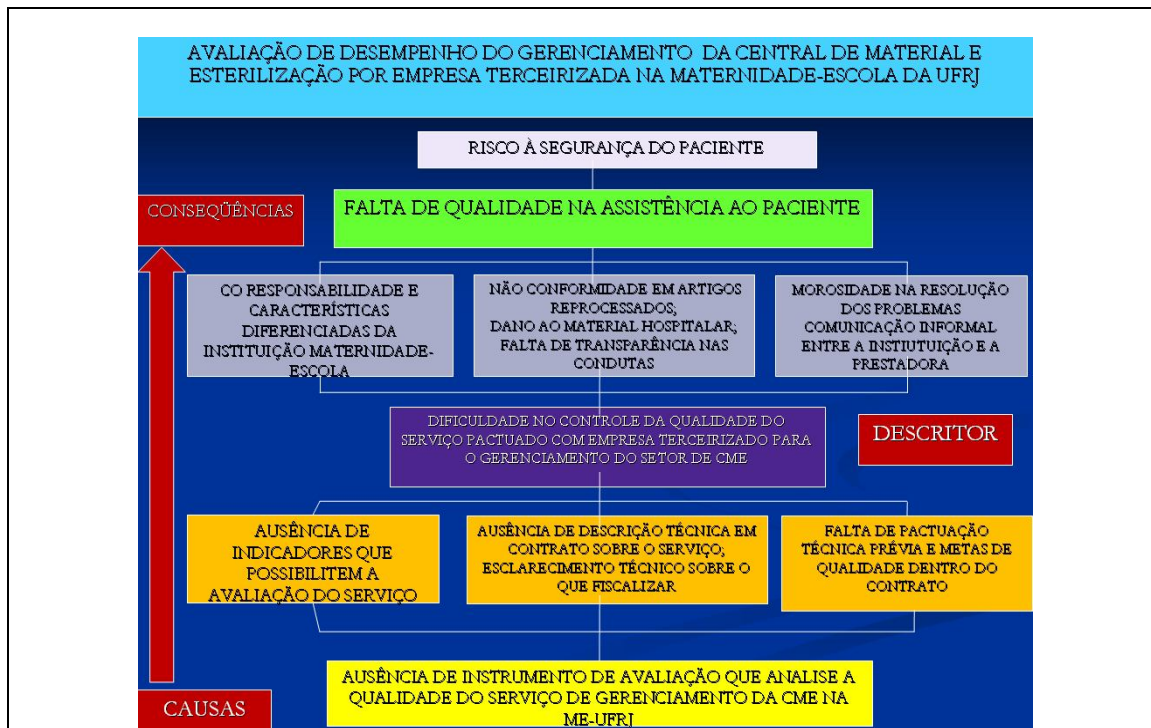 AVALIAÇÃO DE DESEMPENHO DO GERENCIAMENTO DA CENTRAL DE MATERIAL E
ESTERILIZAÇÃO POR EMPRESA TERCEIRIZADA NA MATERNIDADE-ESCOLA DA UFRJ
RISCO À SEGURANÇA DO PACIENTE
CONSEQÜÊNCIAS
FALTA DE QUALIDADE NA ASSISTÊNCIA AO PACIENTE
CO RESPONSABILIDADE E
CARACTERÍSTICAS
DIFERENCIADAS DA
INSTITUIÇÃO MATERNIDADE-
ESCOLA
NÃO CONFORMIDADE EM ARTIGOS
REPROCESSADOS;
DANO AO MATERIAL HOSPITALAR;
FALTA DE TRANSPARÊNCIA NAS
CONDUTAS
MOROSIDADE NA RESOLUÇÃO
DOS PROBLEMAS
COMUNICAÇÃO INFORMAL
ENTRE A INSTIUTUIÇÃO E A
PRESTADORA
DIFICULDADE NO CONTROLE DA QUALIDADE DO
SERVIÇO PACTUADO COM EMPRESA TERCEIRIZADO PARA
O GERENCIAMENTO DO SETOR DE CME
DESCRITOR
AUSÊNCIA DE
INDICADORES QUE
POSSIBILITEM A
AVALIAÇÃO DO SERVIÇO
AUSÊNCIA DE DESCRIÇÃO TÉCNICA EM
CONTRATO SOBRE O SERVIÇO;
ESCLARECIMENTO TÉCNICO SOBRE O
QUE FISCALIZAR
FALTA DE PACTUAÇÃO
TÉCNICA PRÉVIA E METAS DE
QUALIDADE DENTRO DO
CONTRATO
AUSÊNCIA DE INSTRUMENTO DE AVALIAÇÃO QUE ANALISE A
QUALIDADE DO SERVIÇO DE GERENCIAMENTO DA CME NA
ME-UFRJ
CAUSAS